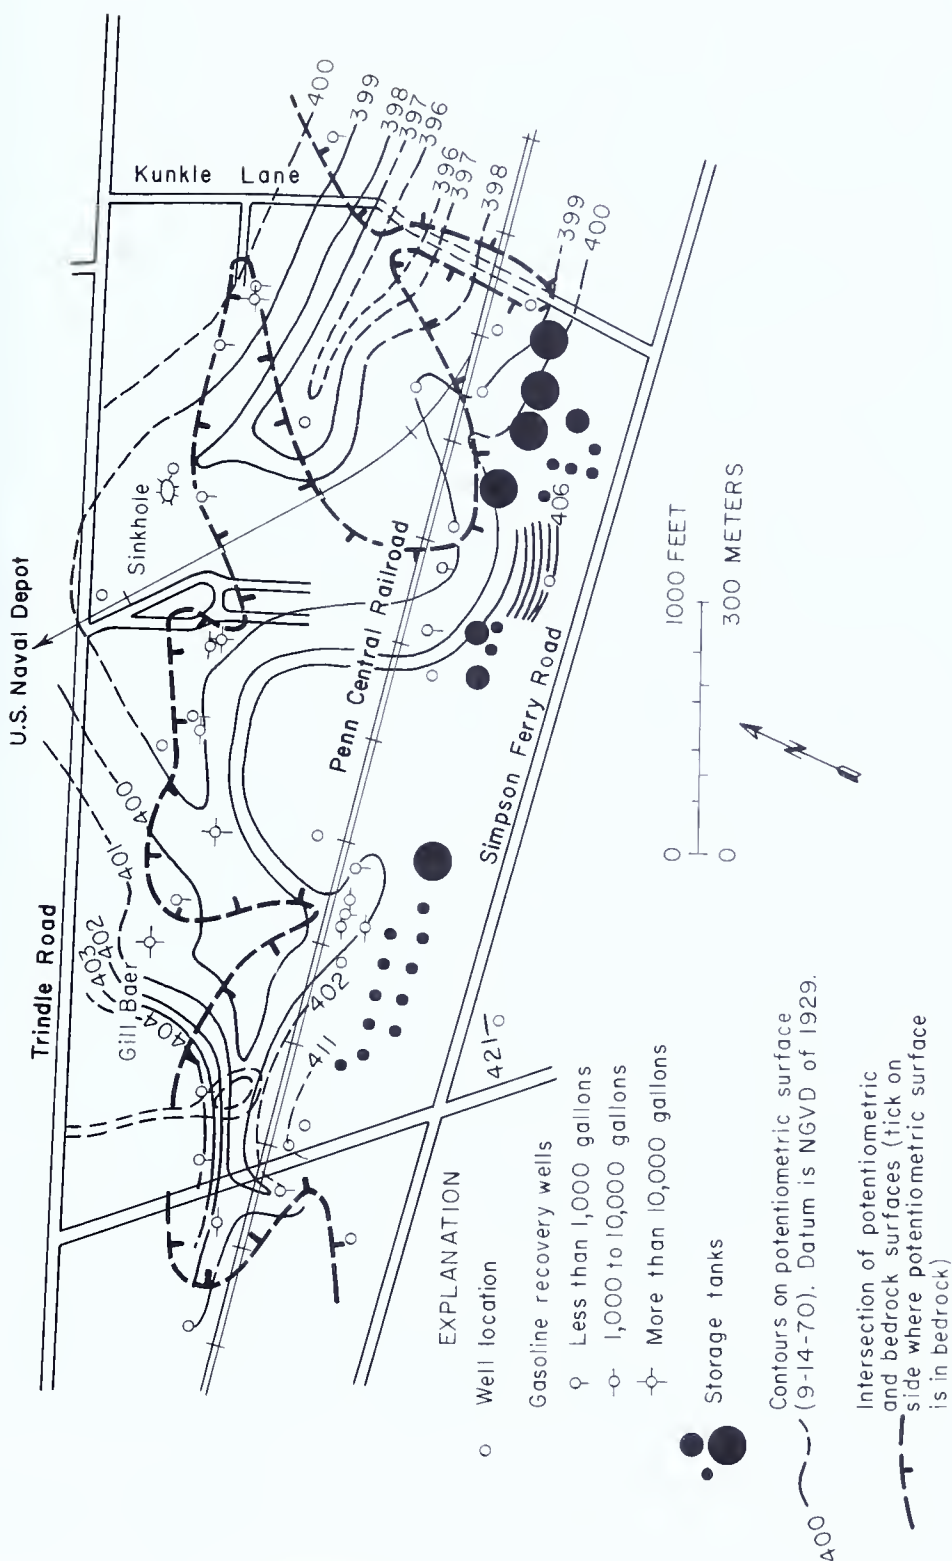 U.S. Naval Depot
Trindle Road
Kunkle Lane
Sinkhole
Gill Baer
Penn Central Railroad
Simpson Ferry Road
400
399
398
397
396
396
397
398
399
400
406
400
401
402
403
404
402
411
421
N
0 1000 FEET
0 300 METERS
EXPLANATION
Well location
Gasoline recovery wells
Less than 1,000 gallons
1,000 to 10,000 gallons
More than 10,000 gallons
Storage tanks
400
Contours on potentiometric surface
(9-14-70). Datum is NGVD of 1929.
Intersection of potentiometric
and bedrock surfaces (tick on
side where potentiometric surface
is in bedrock)